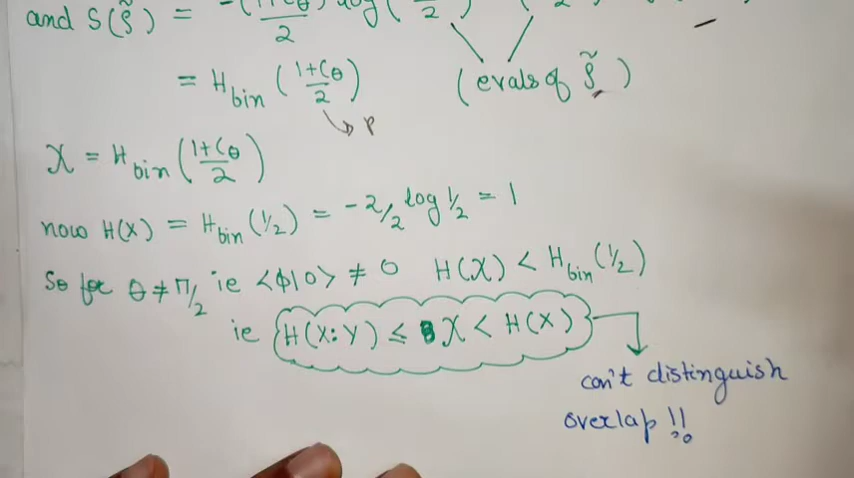 and S(ρ̃) = -(1+Cθ)/2 log( /2) ( /2
= H_bin ((1+Cθ)/2) (evals of ρ̃)
↘ P
χ = H_bin ((1+Cθ)/2)
now H(X) = H_bin (1/2) = -2/2 log 1/2 = 1
So for θ ≠ π/2 ie <φ|0> ≠ 0 H(X) < H_bin (1/2)
ie {H(X:Y) ≤ χ < H(X)}
can't distinguish
overlap !!